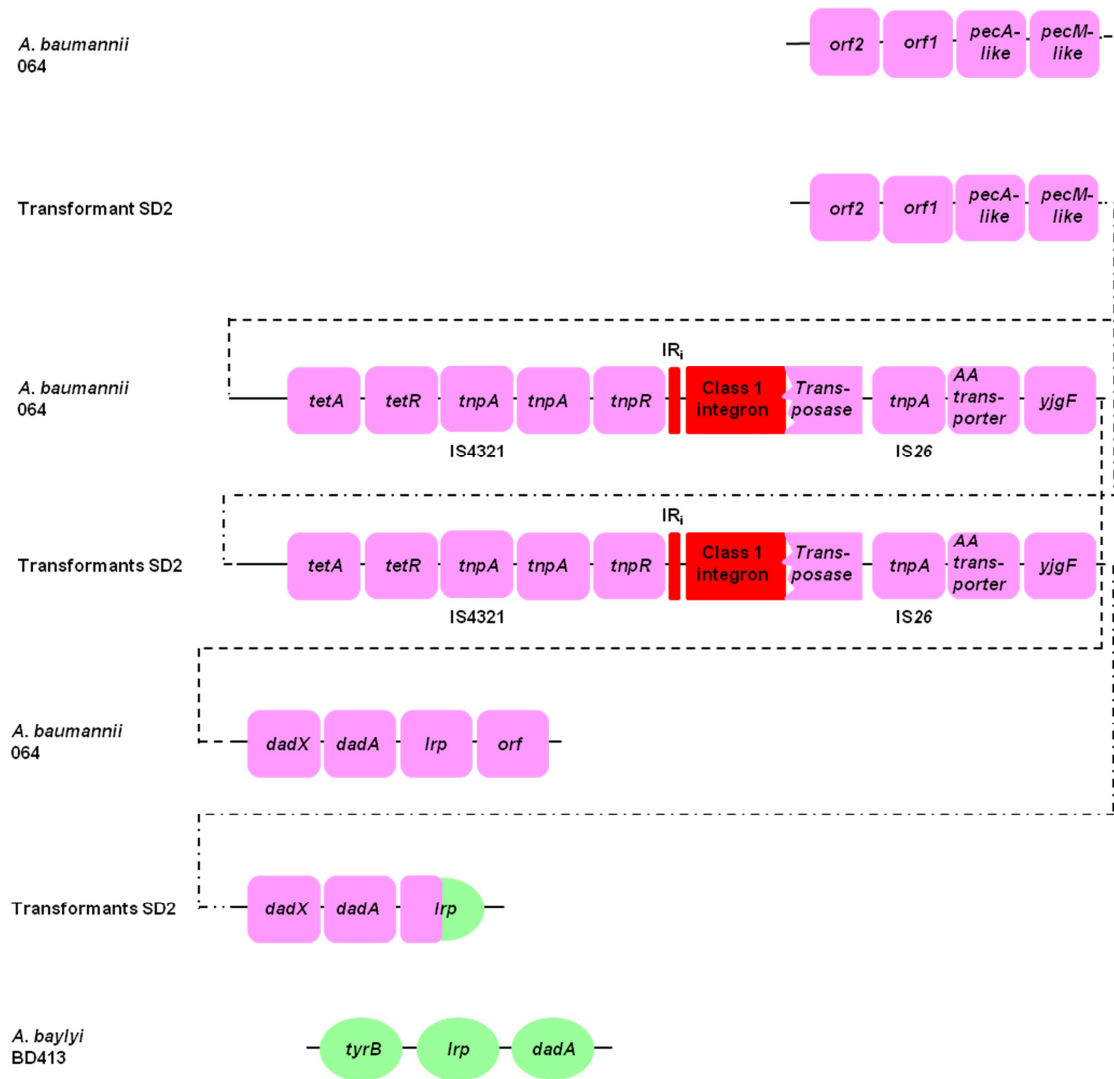 A. baumannii
064
orf2 orf1 pecA-like pecM-like
Transformant SD2
orf2 orf1 pecA-like pecM-like
IRi
A. baumannii
064
tetA tetR tnpA tnpA tnpR Class 1 integron Trans-posase tnpA AA trans-porter yjgF
IS4321 IS26
IRi
Transformants SD2
tetA tetR tnpA tnpA tnpR Class 1 integron Trans-posase tnpA AA trans-porter yjgF
IS4321 IS26
A. baumannii
064
dadX dadA lrp orf
Transformants SD2
dadX dadA lrp
A. baylyi
BD413
tyrB lrp dadA